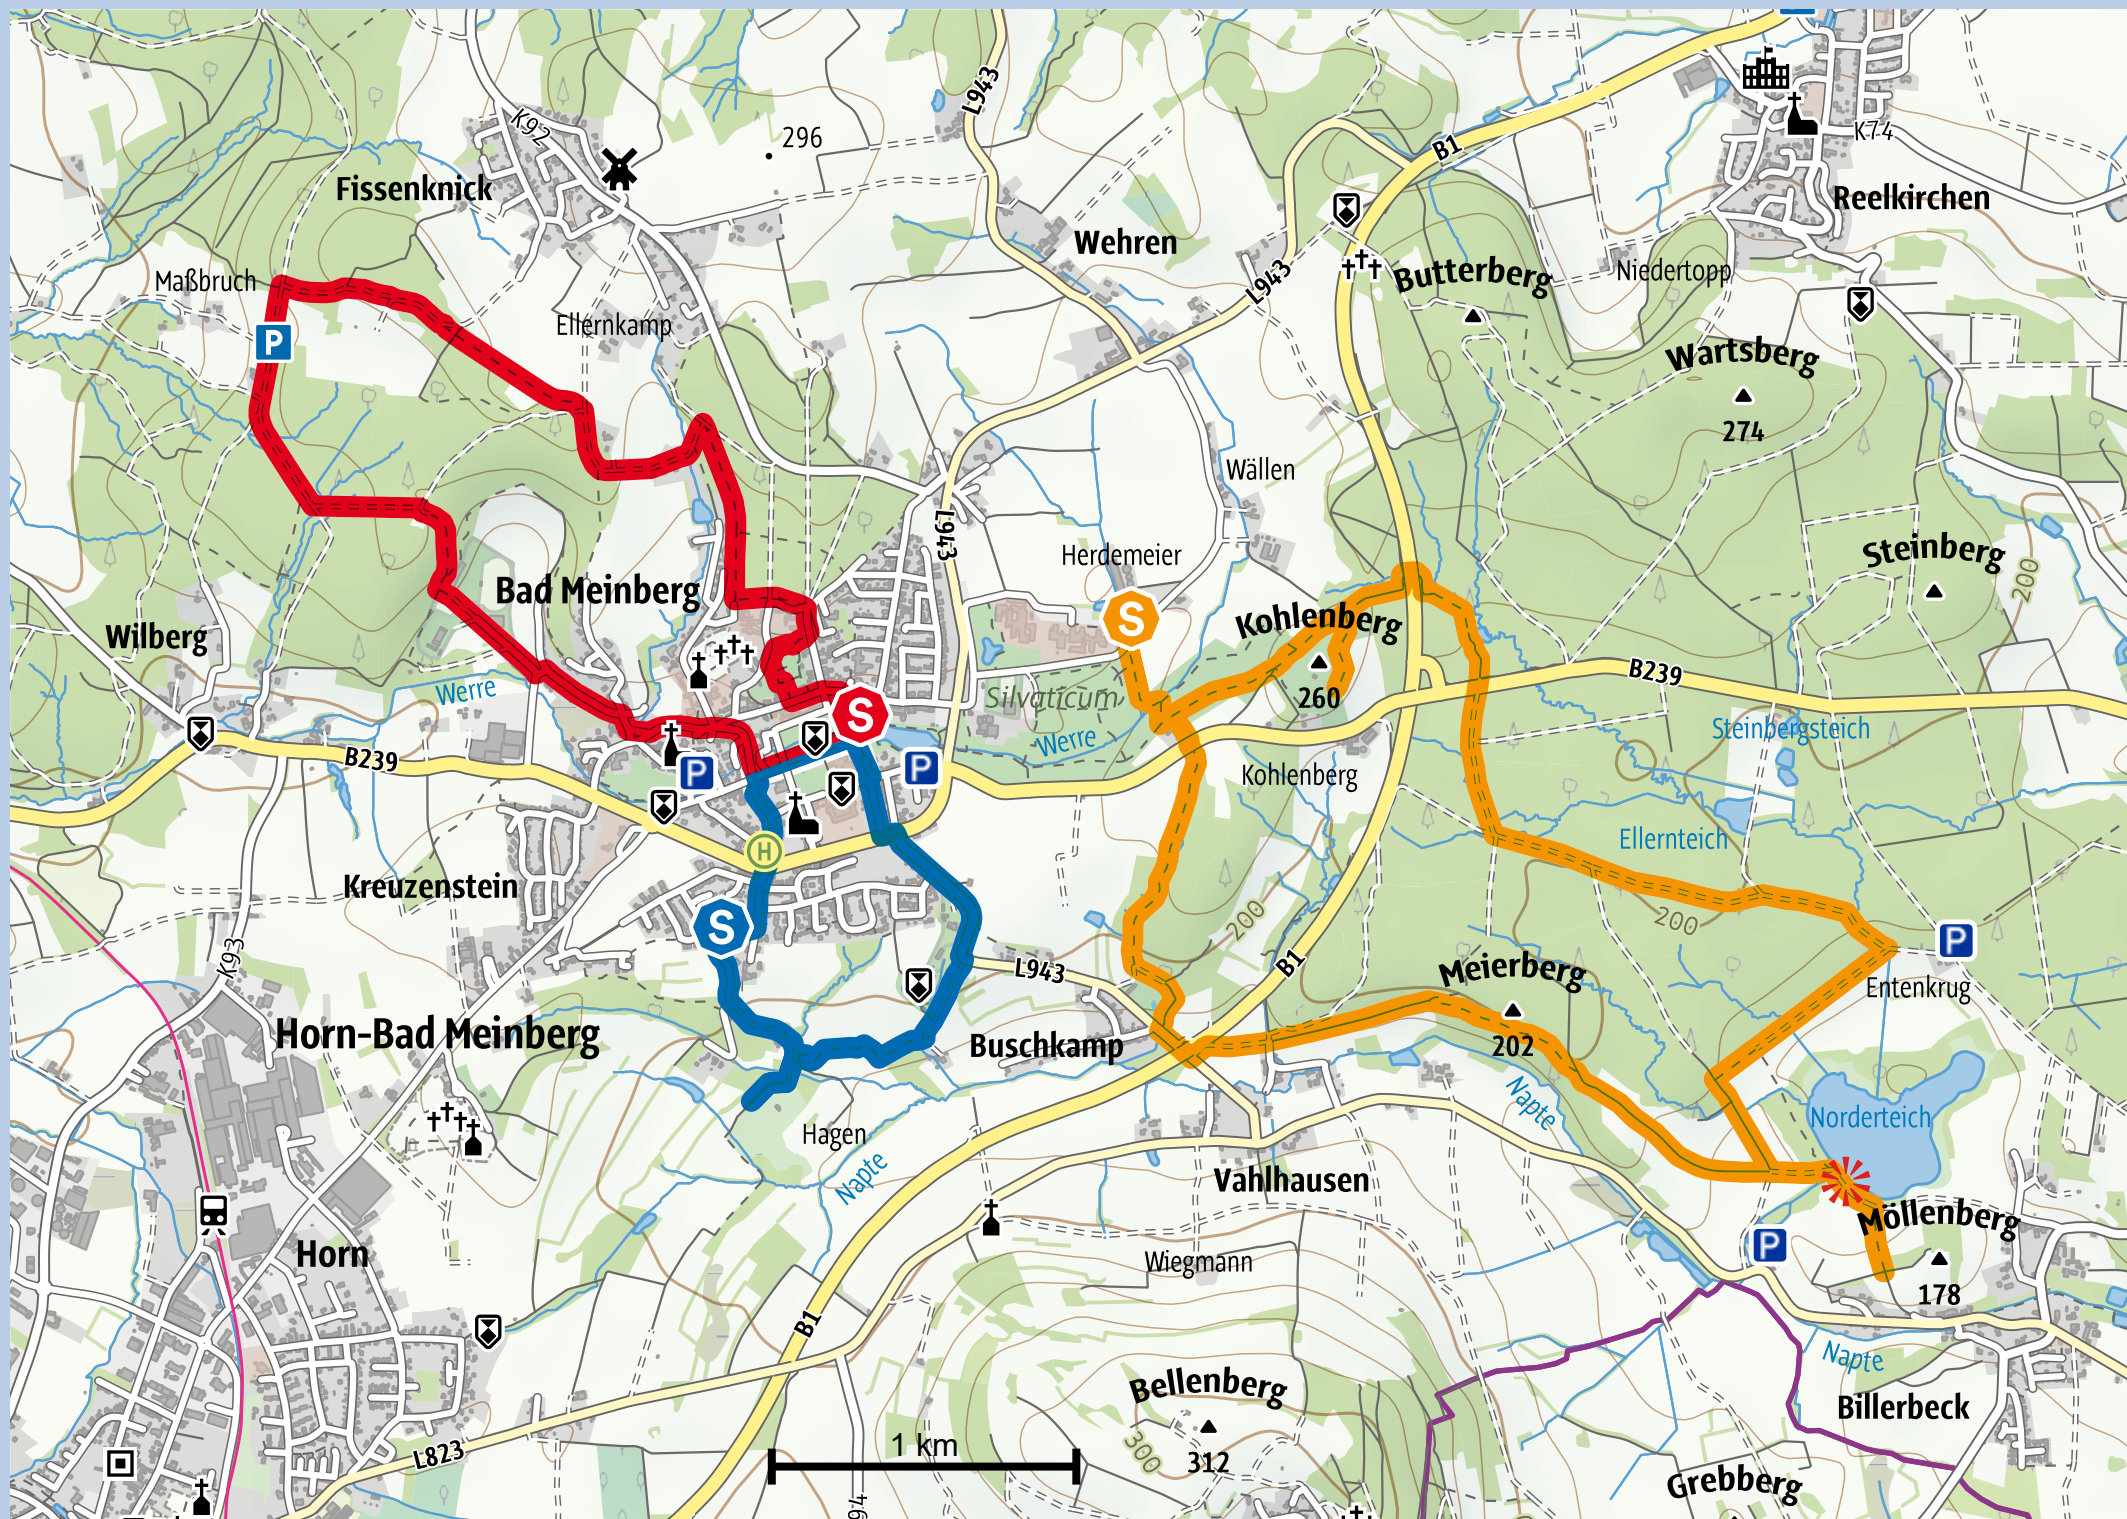 L943
B1
K92
296
K74
Fissenknick
Reelkirchen
Wehren
Butterberg
Niedertopp
Maßbruch
L943
Ellernkamp
P
Wartsberg
274
Wällen
L943
Herdemeier
Steinberg
200
Bad Meinberg
S
Kohlenberg
Wilberg
Werre
Silvaticum
260
B239
S
Steinbergsteich
Werre
B239
P
P
Kohlenberg
Ellernteich
H
Kreuzenstein
200
200
S
P
K93
L943
B1
Meierberg
Entenkrug
Horn-Bad Meinberg
Buschkamp
202
Napte
Norderteich
Hagen
Napte
Vahlhausen
Möllenberg
Horn
Wiegmann
P
178
B1
Napte
Bellenberg
Billerbeck
L823
1 km
300
312
Grebberg
94